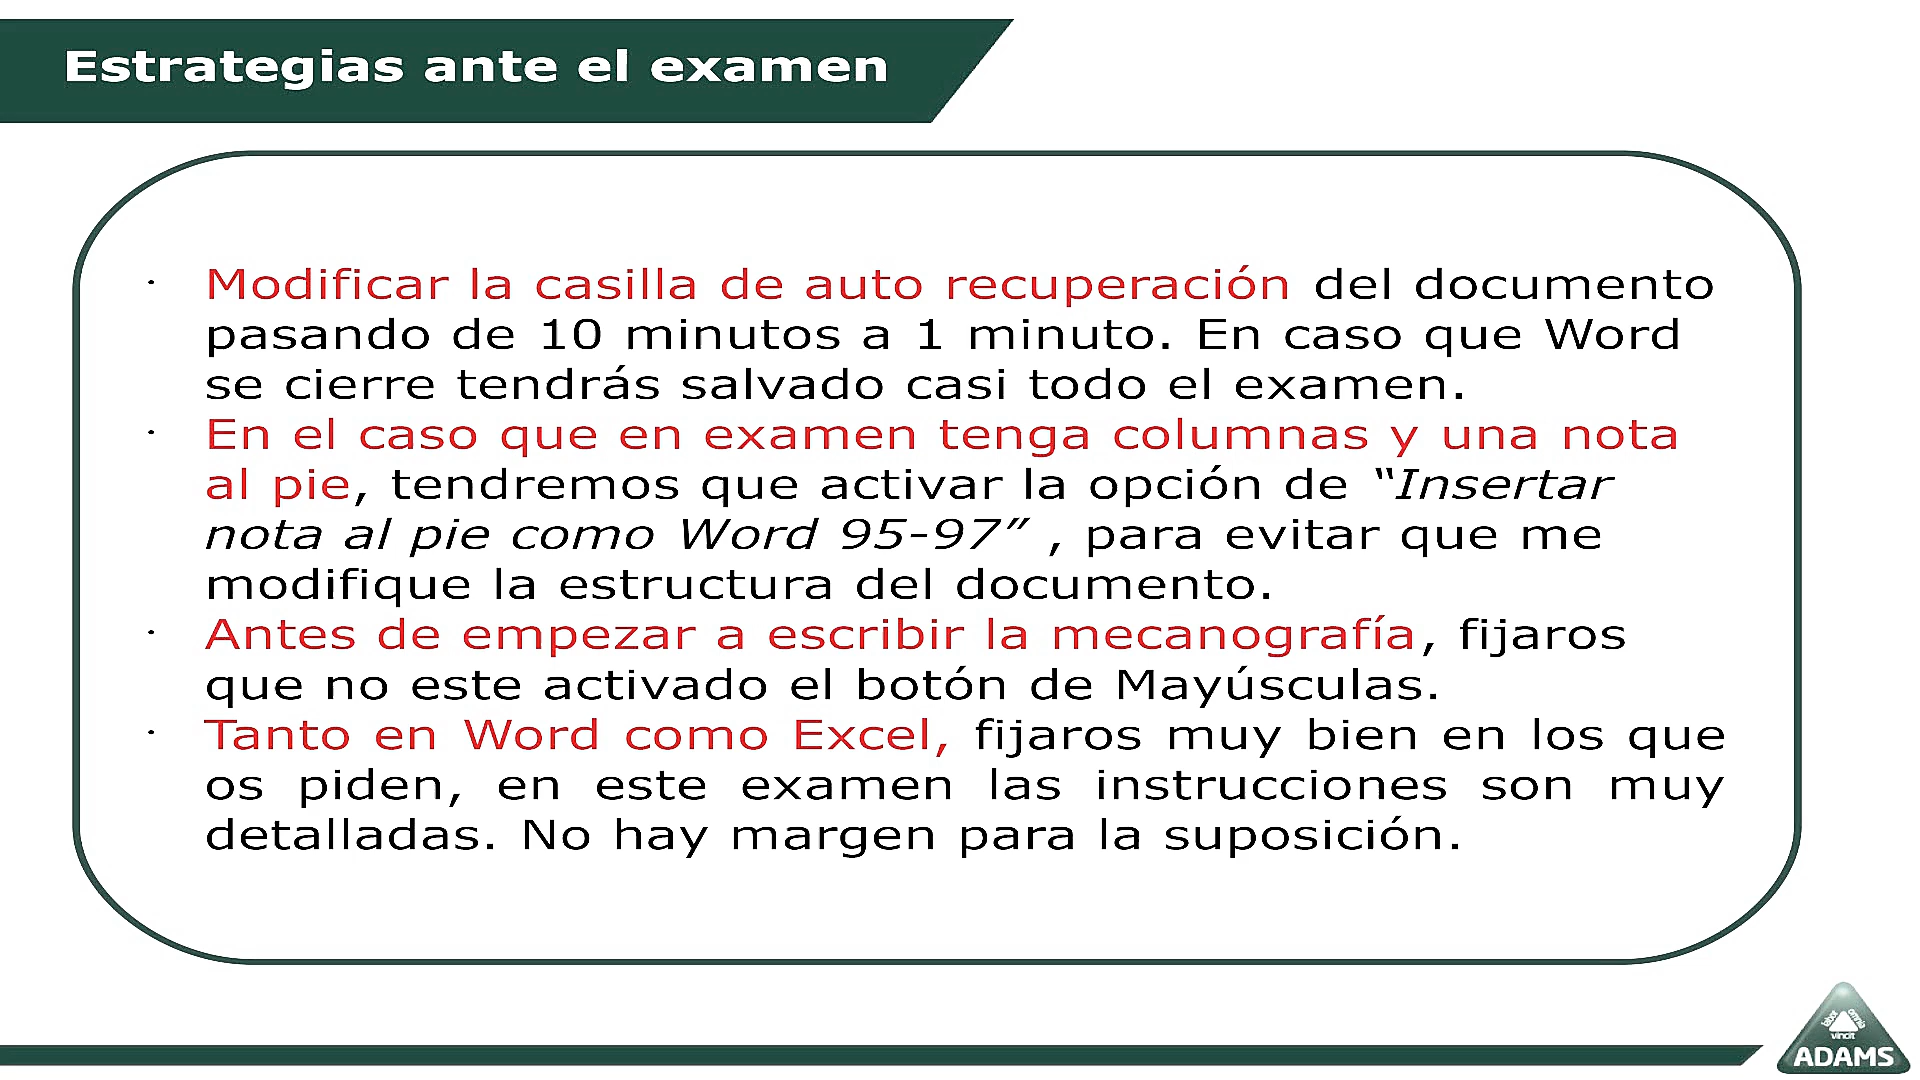 Estrategias ante el examen
· Modificar la casilla de auto recuperación del documento
pasando de 10 minutos a 1 minuto. En caso que Word
se cierre tendrás salvado casi todo el examen.
· En el caso que en examen tenga columnas y una nota
al pie, tendremos que activar la opción de “Insertar
nota al pie como Word 95-97” , para evitar que me
modifique la estructura del documento.
· Antes de empezar a escribir la mecanografía, fijaros
que no este activado el botón de Mayúsculas.
· Tanto en Word como Excel, fijaros muy bien en los que
os piden, en este examen las instrucciones son muy
detalladas. No hay margen para la suposición.
labor omnia
vincit
ADAMS